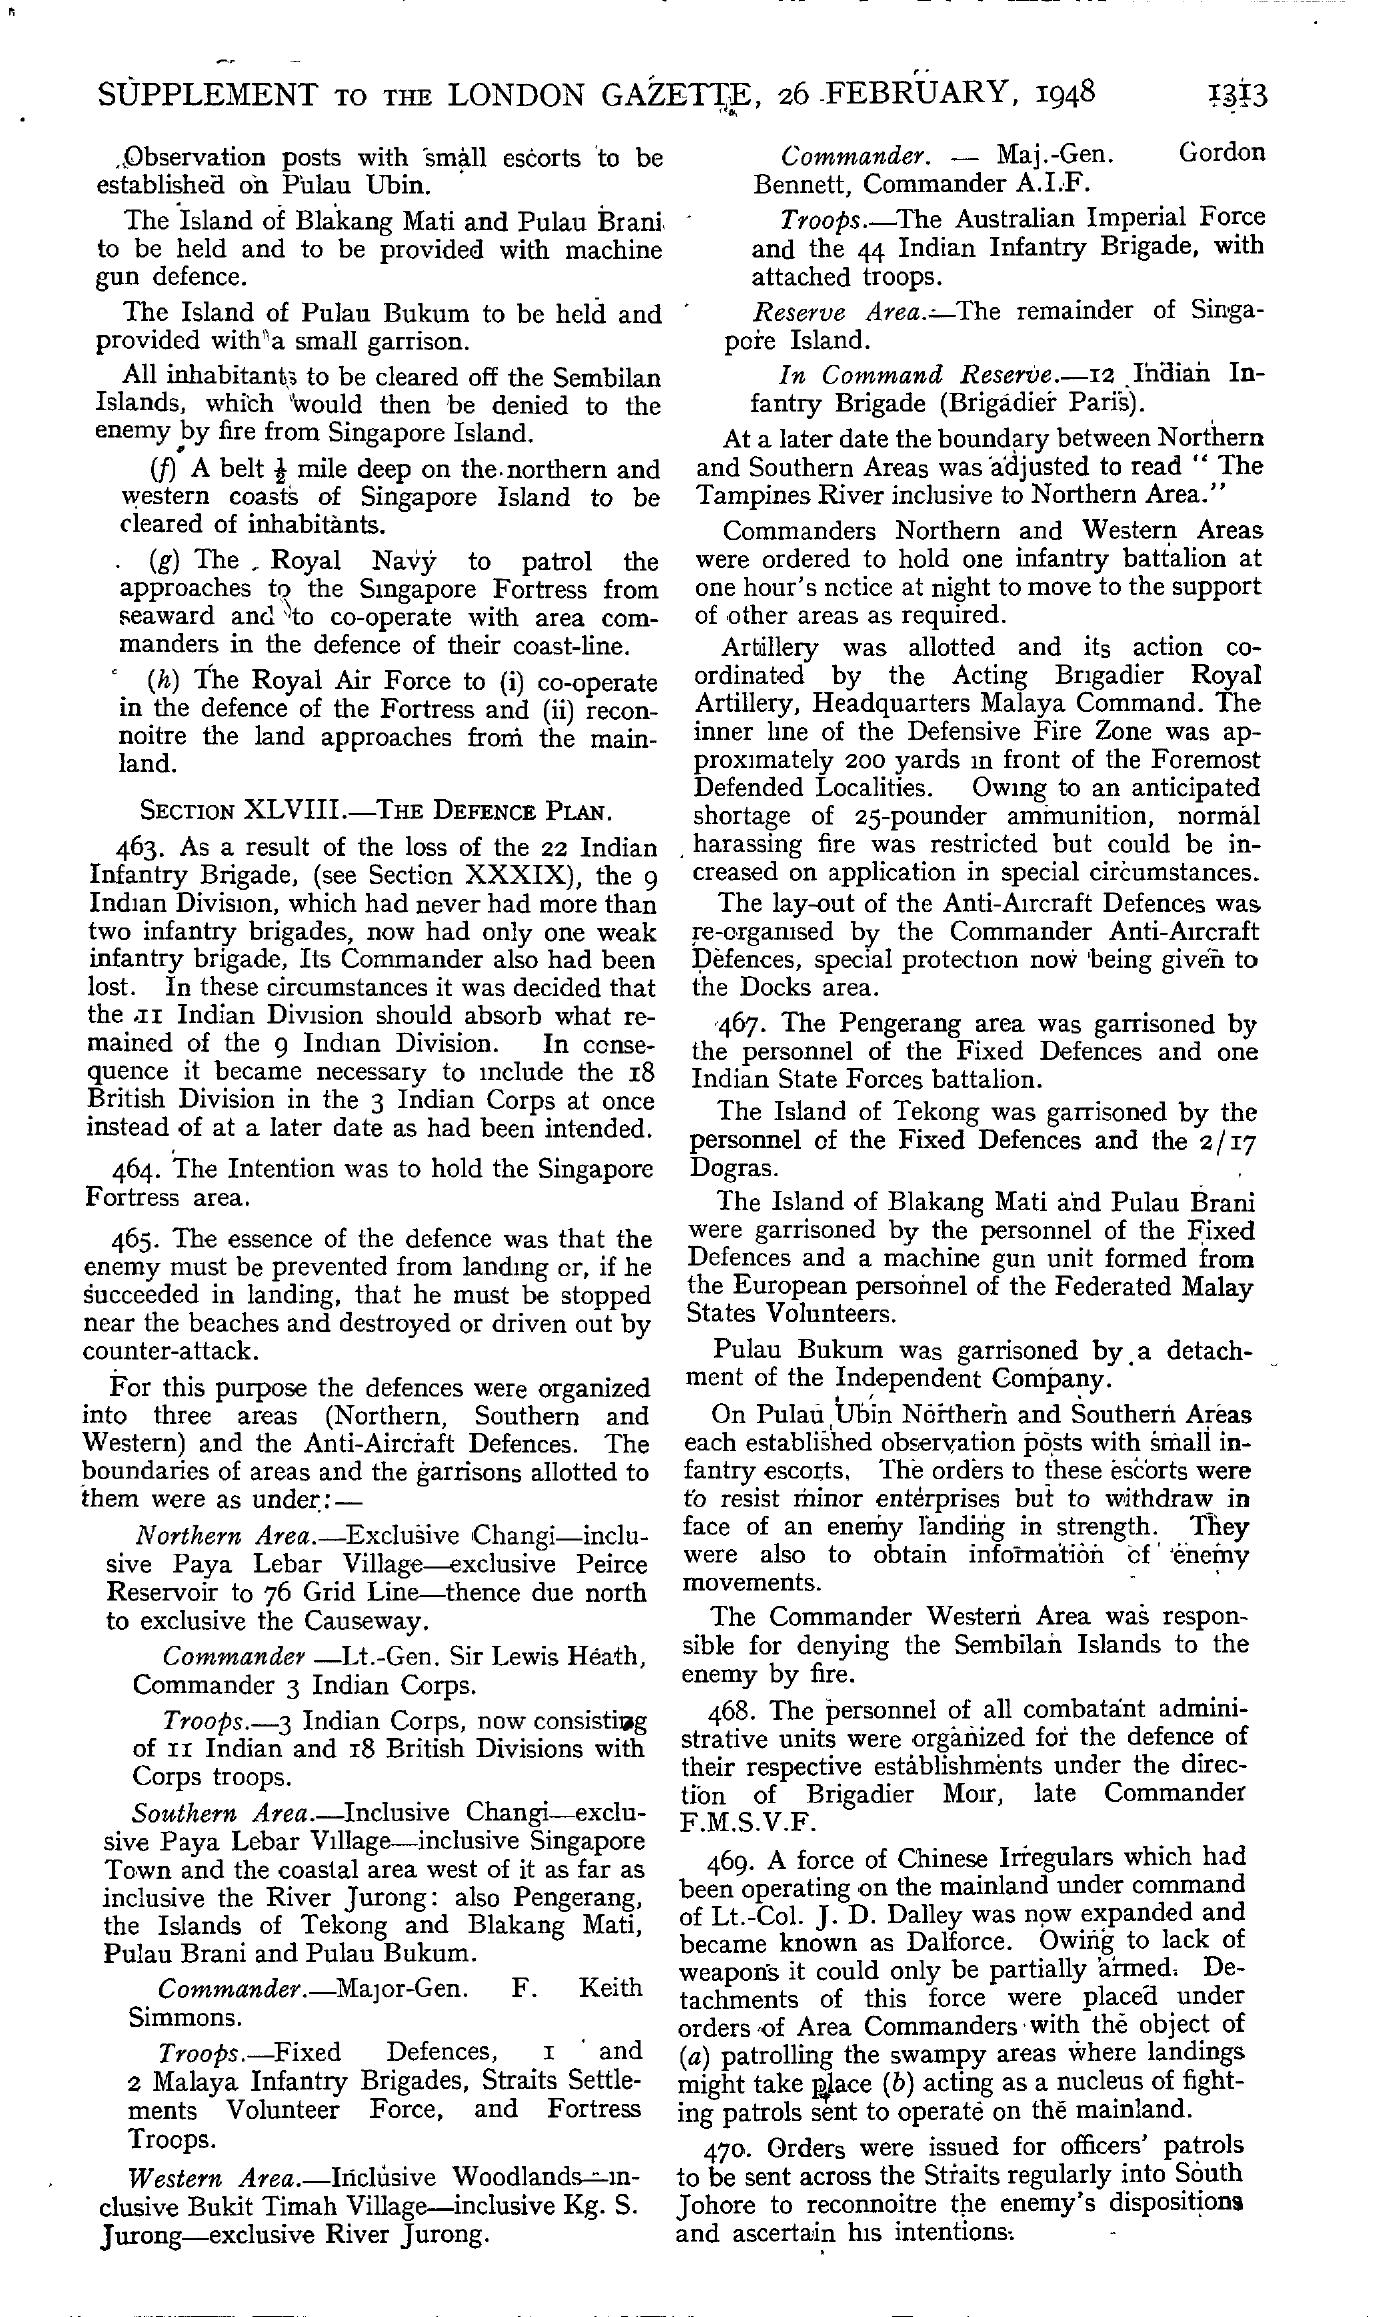 SUPPLEMENT TO THE LONDON GAZETTE, 26 FEBRUARY, 1948 1313
Observation posts with small escorts to be
established on Pulau Ubin.
The Island of Blakang Mati and Pulau Brani
to be held and to be provided with machine
gun defence.
The Island of Pulau Bukum to be held and
provided with a small garrison.
All inhabitants to be cleared off the Sembilan
Islands, which would then be denied to the
enemy by fire from Singapore Island.
(f) A belt ½ mile deep on the northern and
western coasts of Singapore Island to be
cleared of inhabitants.
(g) The Royal Navy to patrol the
approaches to the Singapore Fortress from
seaward and to co-operate with area com-
manders in the defence of their coast-line.
(h) The Royal Air Force to (i) co-operate
in the defence of the Fortress and (ii) recon-
noitre the land approaches from the main-
land.
SECTION XLVIII.—THE DEFENCE PLAN.
463. As a result of the loss of the 22 Indian
Infantry Brigade, (see Section XXXIX), the 9
Indian Division, which had never had more than
two infantry brigades, now had only one weak
infantry brigade, Its Commander also had been
lost. In these circumstances it was decided that
the 11 Indian Division should absorb what re-
mained of the 9 Indian Division. In conse-
quence it became necessary to include the 18
British Division in the 3 Indian Corps at once
instead of at a later date as had been intended.
464. The Intention was to hold the Singapore
Fortress area.
465. The essence of the defence was that the
enemy must be prevented from landing or, if he
succeeded in landing, that he must be stopped
near the beaches and destroyed or driven out by
counter-attack.
For this purpose the defences were organized
into three areas (Northern, Southern and
Western) and the Anti-Aircraft Defences. The
boundaries of areas and the garrisons allotted to
them were as under:—
Northern Area.—Exclusive Changi—inclu-
sive Paya Lebar Village—exclusive Peirce
Reservoir to 76 Grid Line—thence due north
to exclusive the Causeway.
Commander—Lt.-Gen. Sir Lewis Heath,
Commander 3 Indian Corps.
Troops.—3 Indian Corps, now consisting
of 11 Indian and 18 British Divisions with
Corps troops.
Southern Area.—Inclusive Changi—exclu-
sive Paya Lebar Village—inclusive Singapore
Town and the coastal area west of it as far as
inclusive the River Jurong: also Pengerang,
the Islands of Tekong and Blakang Mati,
Pulau Brani and Pulau Bukum.
Commander.—Major-Gen. F. Keith
Simmons.
Troops.—Fixed Defences, 1 and
2 Malaya Infantry Brigades, Straits Settle-
ments Volunteer Force, and Fortress
Troops.
Western Area.—Inclusive Woodlands—in-
clusive Bukit Timah Village—inclusive Kg. S.
Jurong—exclusive River Jurong.
Commander. — Maj.-Gen. Gordon
Bennett, Commander A.I.F.
Troops.—The Australian Imperial Force
and the 44 Indian Infantry Brigade, with
attached troops.
Reserve Area.—The remainder of Singa-
pore Island.
In Command Reserve.—12 Indian In-
fantry Brigade (Brigadier Paris).
At a later date the boundary between Northern
and Southern Areas was adjusted to read " The
Tampines River inclusive to Northern Area."
Commanders Northern and Western Areas
were ordered to hold one infantry battalion at
one hour's notice at night to move to the support
of other areas as required.
Artillery was allotted and its action co-
ordinated by the Acting Brigadier Royal
Artillery, Headquarters Malaya Command. The
inner line of the Defensive Fire Zone was ap-
proximately 200 yards in front of the Foremost
Defended Localities. Owing to an anticipated
shortage of 25-pounder ammunition, normal
harassing fire was restricted but could be in-
creased on application in special circumstances.
The lay-out of the Anti-Aircraft Defences was
re-organised by the Commander Anti-Aircraft
Defences, special protection now being given to
the Docks area.
467. The Pengerang area was garrisoned by
the personnel of the Fixed Defences and one
Indian State Forces battalion.
The Island of Tekong was garrisoned by the
personnel of the Fixed Defences and the 2/17
Dogras.
The Island of Blakang Mati and Pulau Brani
were garrisoned by the personnel of the Fixed
Defences and a machine gun unit formed from
the European personnel of the Federated Malay
States Volunteers.
Pulau Bukum was garrisoned by a detach-
ment of the Independent Company.
On Pulau Ubin Northern and Southern Areas
each established observation posts with small in-
fantry escorts. The orders to these escorts were
to resist minor enterprises but to withdraw in
face of an enemy landing in strength. They
were also to obtain information of enemy
movements.
The Commander Western Area was respon-
sible for denying the Sembilan Islands to the
enemy by fire.
468. The personnel of all combatant admini-
strative units were organized for the defence of
their respective establishments under the direc-
tion of Brigadier Moir, late Commander
F.M.S.V.F.
469. A force of Chinese Irregulars which had
been operating on the mainland under command
of Lt.-Col. J. D. Dalley was now expanded and
became known as Dalforce. Owing to lack of
weapons it could only be partially armed. De-
tachments of this force were placed under
orders of Area Commanders with the object of
(a) patrolling the swampy areas where landings
might take place (b) acting as a nucleus of fight-
ing patrols sent to operate on the mainland.
470. Orders were issued for officers' patrols
to be sent across the Straits regularly into South
Johore to reconnoitre the enemy's dispositions
and ascertain his intentions.